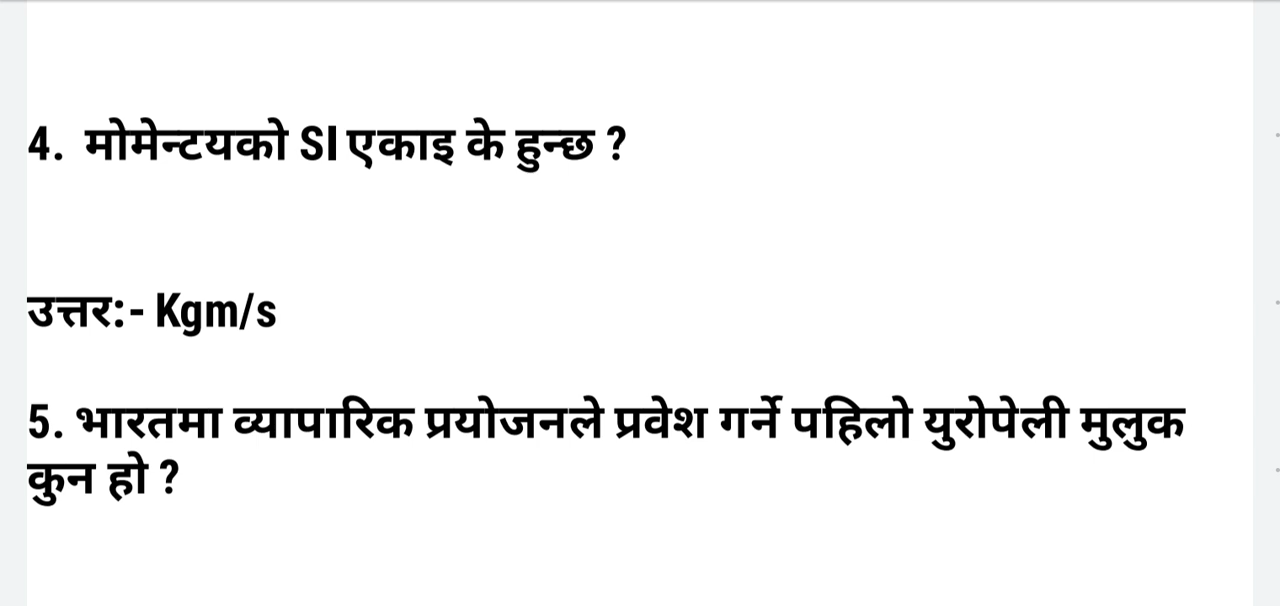 4. मोमेन्टयको SI एकाइ के हुन्छ ?
उत्तर:- Kgm/s
5. भारतमा व्यापारिक प्रयोजनले प्रवेश गर्ने पहिलो युरोपेली मुलुक
कुन हो ?